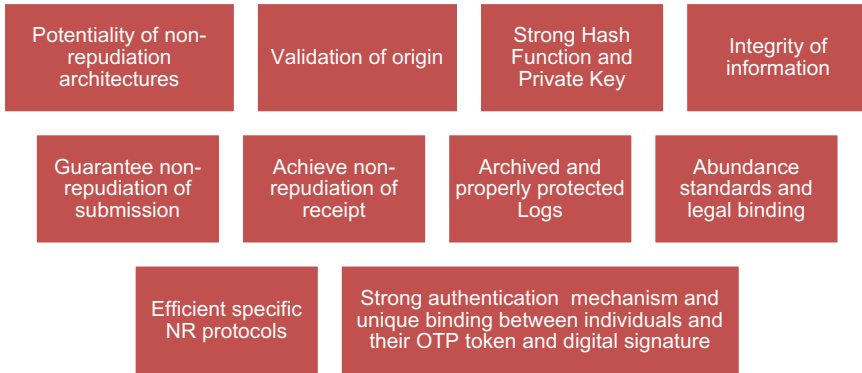 Potentiality of non-
repudiation
architectures
Validation of origin
Strong Hash
Function and
Private Key
Integrity of
information
Guarantee non-
repudiation of
submission
Achieve non-
repudiation of
receipt
Archived and
properly protected
Logs
Abundance
standards and
legal binding
Efficient specific
NR protocols
Strong authentication mechanism and
unique binding between individuals and
their OTP token and digital signature